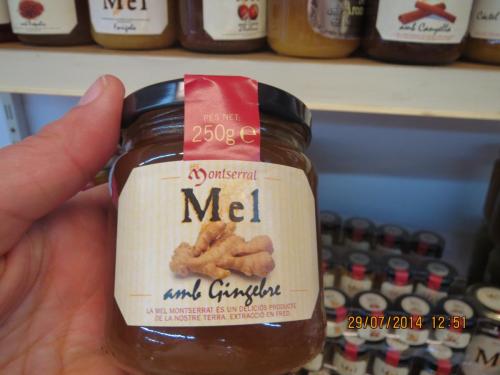 Mel
Farigola
amb Canyella
PES NET:
250g e
Montserrat
Mel
amb Gingebre
LA MEL MONTSERRAT ÉS UN DELICIÓS PRODUCTE
DE LA NOSTRE TERRA. EXTRACCIÓ EN FRED.
29/07/2014 12:51